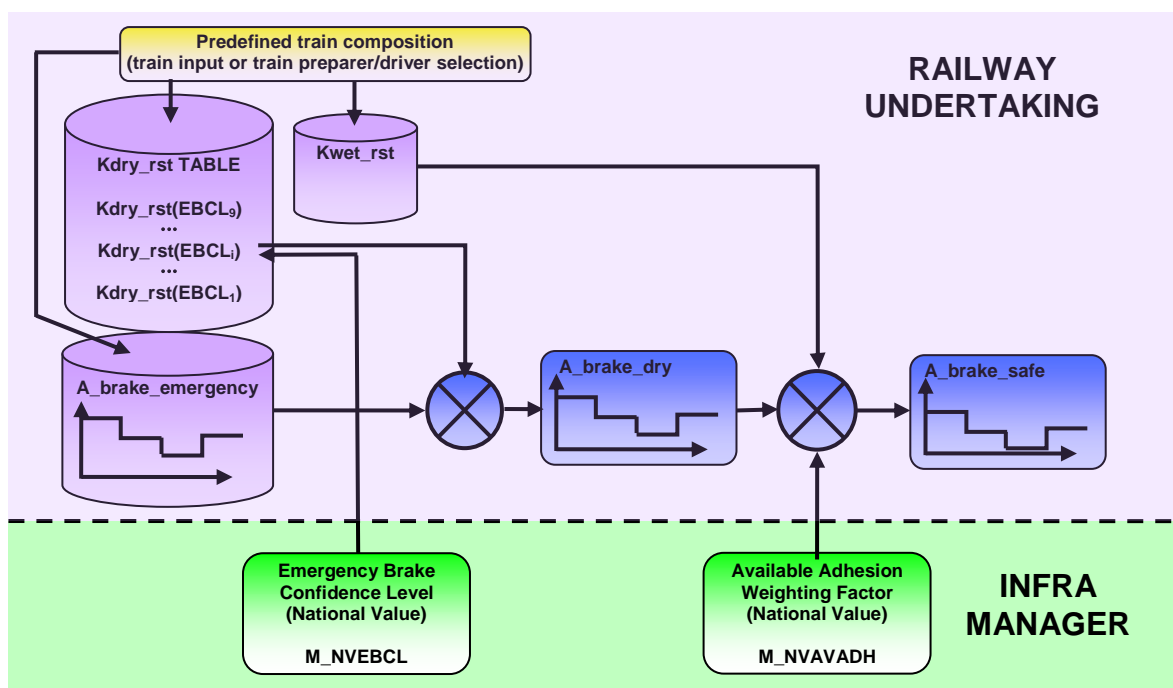 Predefined train composition
(train input or train preparer/driver selection)
RAILWAY
UNDERTAKING
Kdry_rst TABLE
Kdry_rst(EBCL9)
...
Kdry_rst(EBCLi)
...
Kdry_rst(EBCL1)
Kwet_rst
A_brake_emergency
A_brake_dry
A_brake_safe
Emergency Brake
Confidence Level
(National Value)
M_NVEBCL
Available Adhesion
Weighting Factor
(National Value)
M_NVAVADH
INFRA
MANAGER